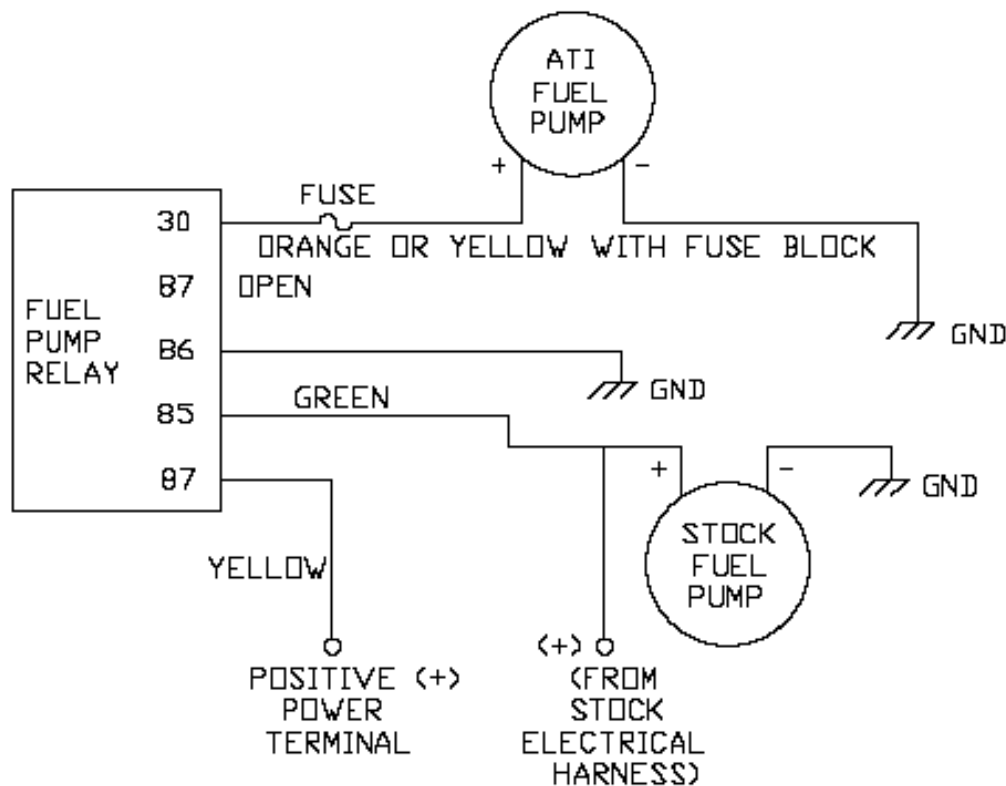 ATI
FUEL
PUMP
+ -
FUSE
30
ORANGE OR YELLOW WITH FUSE BLOCK
87 OPEN
FUEL
PUMP
RELAY
86
GND
GND
GREEN
85
+ -
87
GND
STOCK
FUEL
PUMP
YELLOW
POSITIVE (+)
POWER
TERMINAL
(+)
(FROM
STOCK
ELECTRICAL
HARNESS)